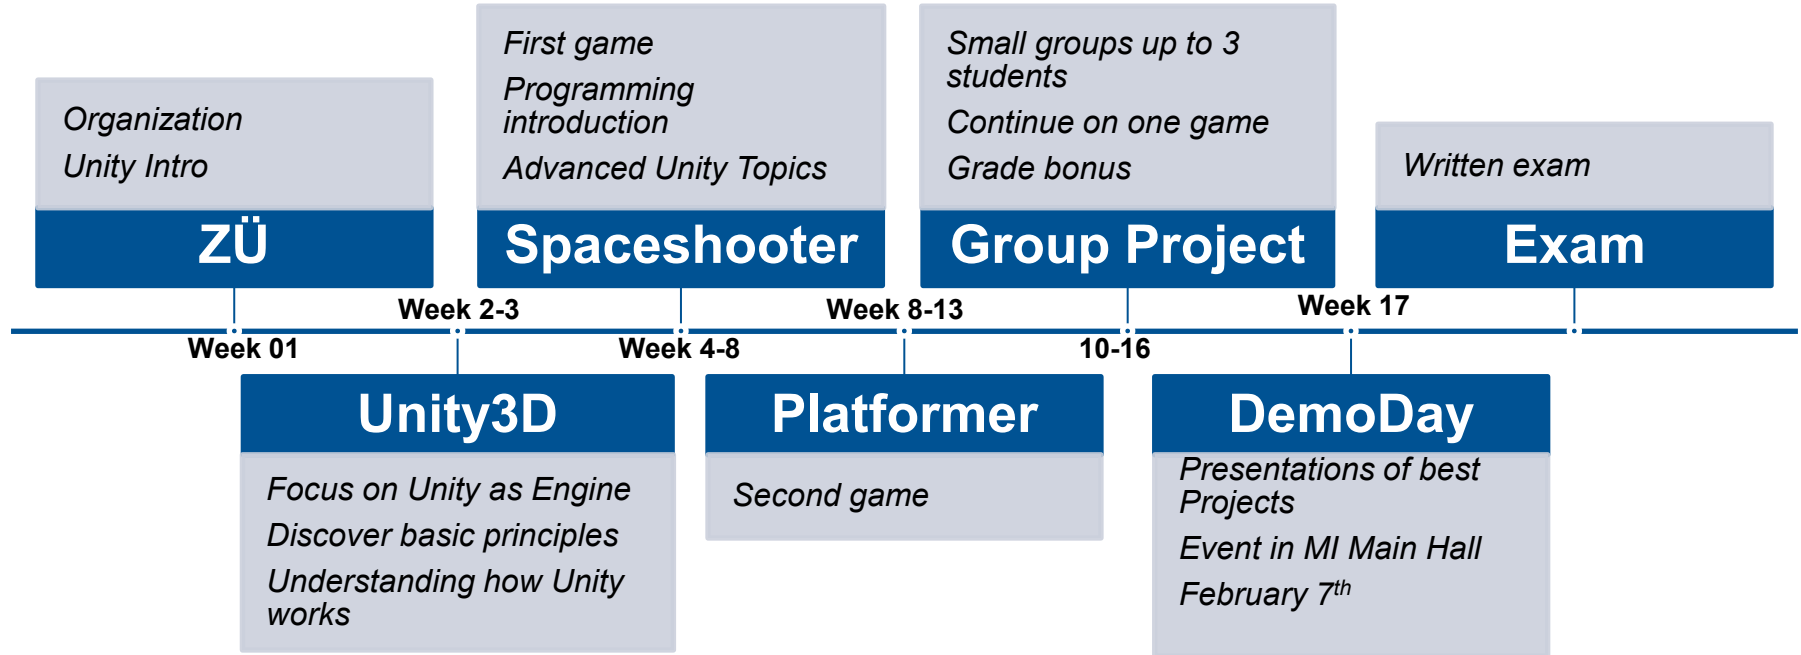 Organization
Unity Intro
ZÜ
Week 01
Week 2-3
Unity3D
Focus on Unity as Engine
Discover basic principles
Understanding how Unity
works
First game
Programming
introduction
Advanced Unity Topics
Spaceshooter
Week 4-8
Week 8-13
Platformer
Second game
Small groups up to 3
students
Continue on one game
Grade bonus
Group Project
10-16
Week 17
DemoDay
Presentations of best
Projects
Event in MI Main Hall
February 7th
Written exam
Exam